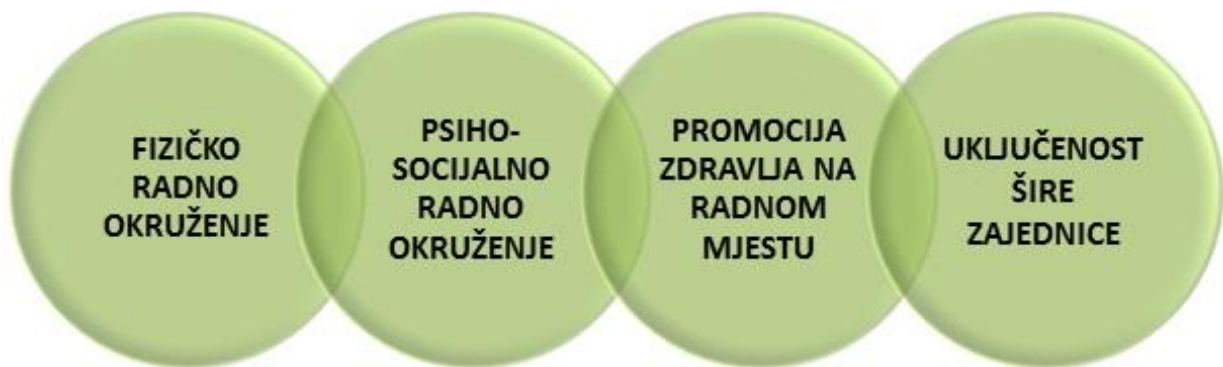 FIZIČKO
RADNO
OKRUŽENJE
PSIHO-
SOCIJALNO
RADNO
OKRUŽENJE
PROMOCIJA
ZDRAVLJA NA
RADNOM
MJESTU
UKLJUČENOST
ŠIRE
ZAJEDNICE